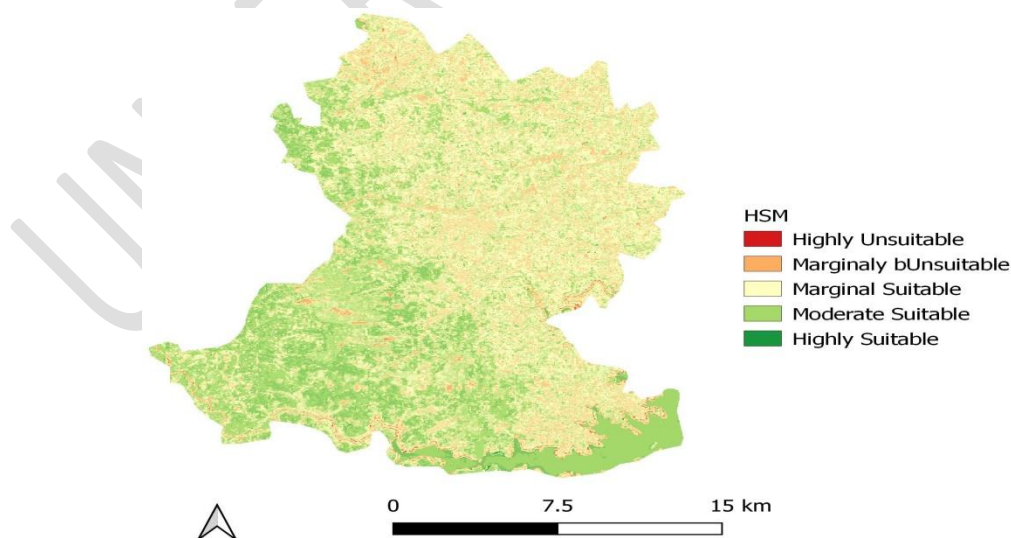 HSM
Highly Unsuitable
Marginaly bUnsuitable
Marginal Suitable
Moderate Suitable
Highly Suitable
0 7.5 15 km